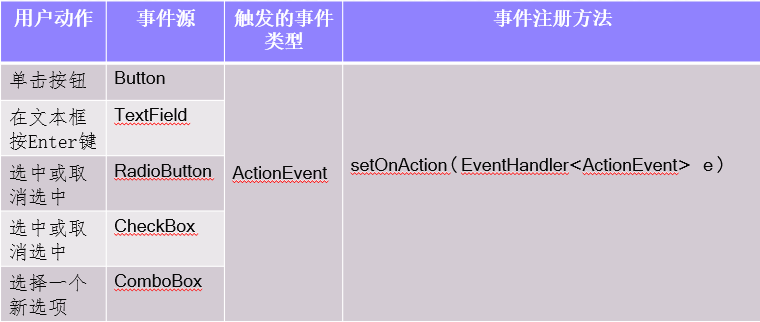 用户动作
事件源
触发的事件
类型
事件注册方法
单击按钮
Button
在文本框
按Enter键
TextField
选中或取
消选中
RadioButton
选中或取
消选中
CheckBox
选择一个
新选项
ComboBox
ActionEvent
setOnAction(EventHandler<ActionEvent> e)